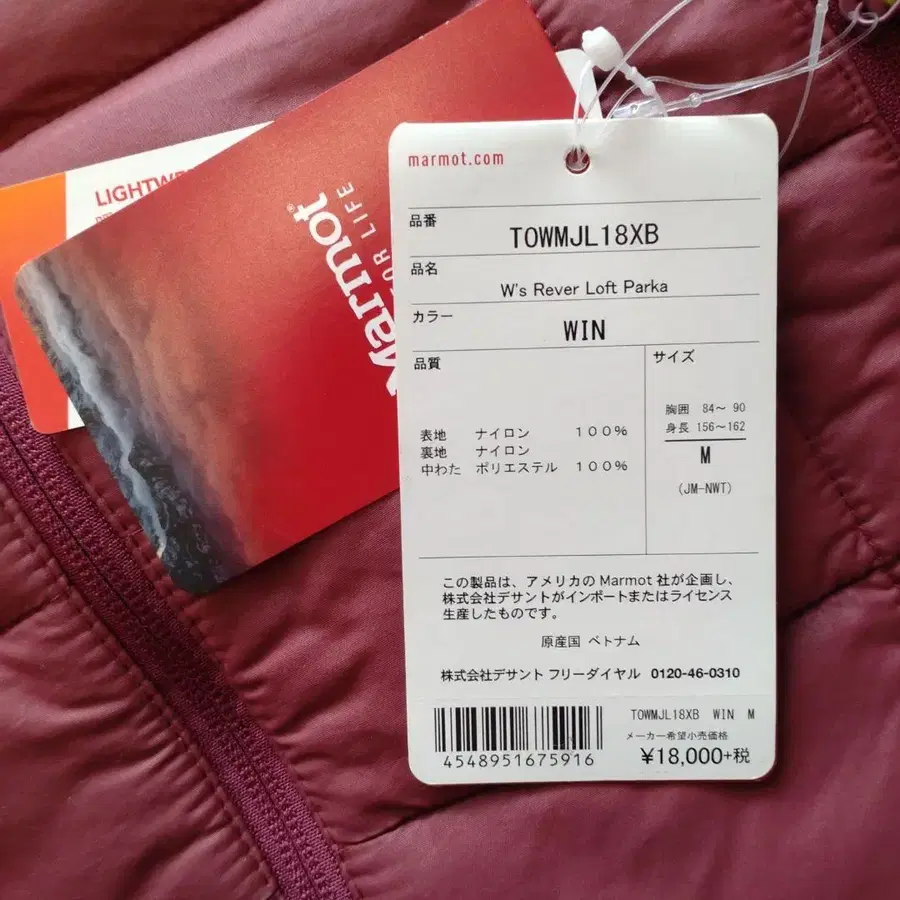 LIGHTWE
Marmot®
FOR LIFE
marmot.com
品番
TOWMJL18XB
品名
W's Rever Loft Parka
カラー
WIN
品質
サイズ
表地 ナイロン 100%
裏地 ナイロン
中わた ポリエステル 100%
胸囲 84～ 90
身長 156～162
M
(JM-NWT)
この製品は、アメリカのMarmot社が企画し、
株式会社デサントがインポートまたはライセンス
生産したものです。
原産国 ベトナム
株式会社デサント フリーダイヤル 0120-46-0310
TOWMJL18XB WIN M
メーカー希望小売価格
¥18,000+税
4548951675916